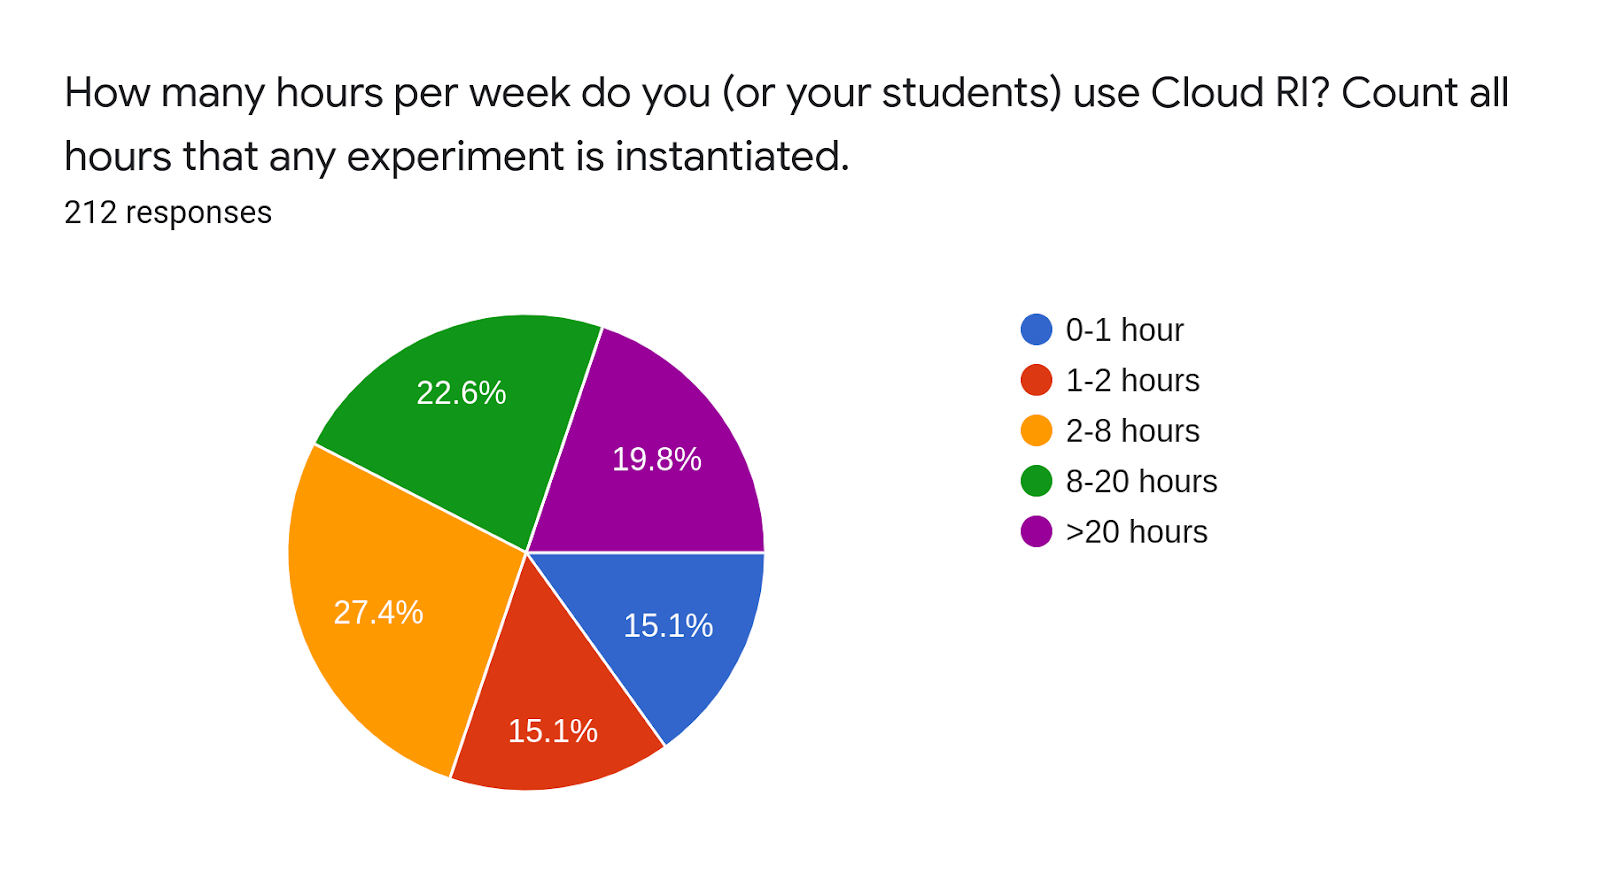 How many hours per week do you (or your students) use Cloud RI? Count all
hours that any experiment is instantiated.
212 responses
22.6%
19.8%
27.4%
15.1%
15.1%
0-1 hour
1-2 hours
2-8 hours
8-20 hours
>20 hours